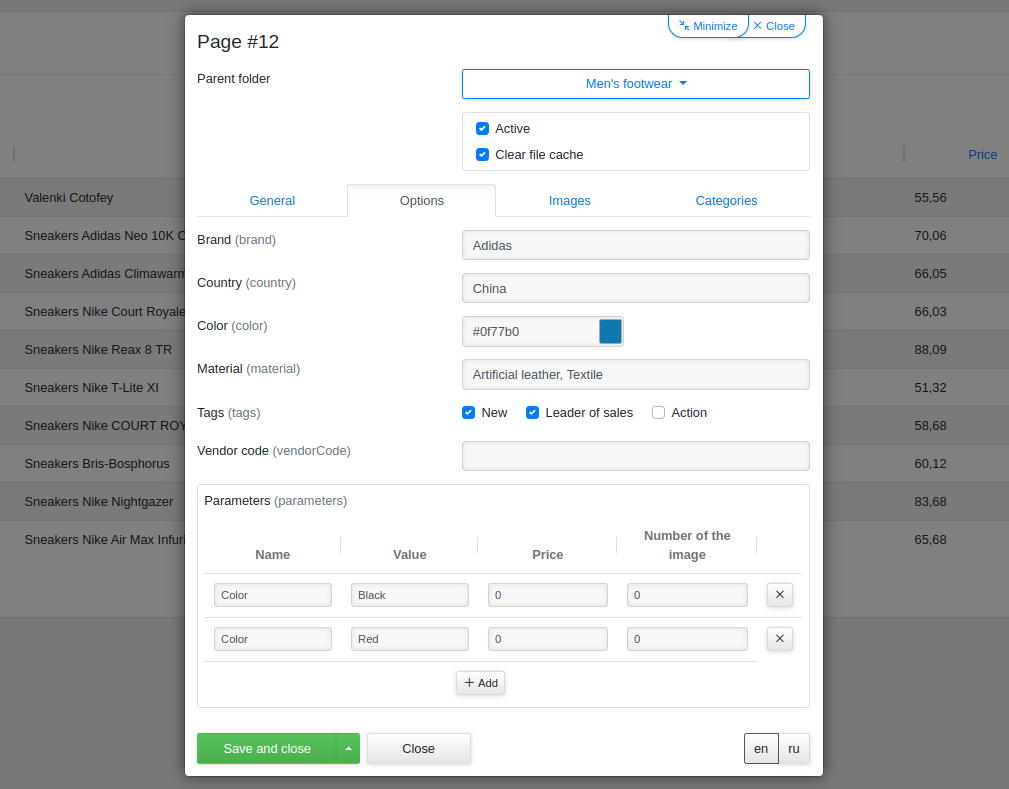 Minimize
Close
Page #12
Parent folder
Men's footwear
Active
Clear file cache
Price
General
Options
Images
Categories
Valenki Cotofey
55,56
Sneakers Adidas Neo 10K
70,06
Sneakers Adidas Climawarm
66,05
Sneakers Nike Court Royale
66,03
Sneakers Nike Reax 8 TR
88,09
Sneakers Nike T-Lite XI
51,32
Sneakers Nike COURT ROY
58,68
Sneakers Bris-Bosphorus
60,12
Sneakers Nike Nightgazer
83,68
Sneakers Nike Air Max Infuri
65,68
Brand (brand)
Adidas
Country (country)
China
Color (color)
#0f77b0
Material (material)
Artificial leather, Textile
Tags (tags)
New
Leader of sales
Action
Vendor code (vendorCode)
Parameters (parameters)
Name
Value
Price
Number of the
image
Color
Black
0
0
Color
Red
0
0
Add
Save and close
Close
en
ru